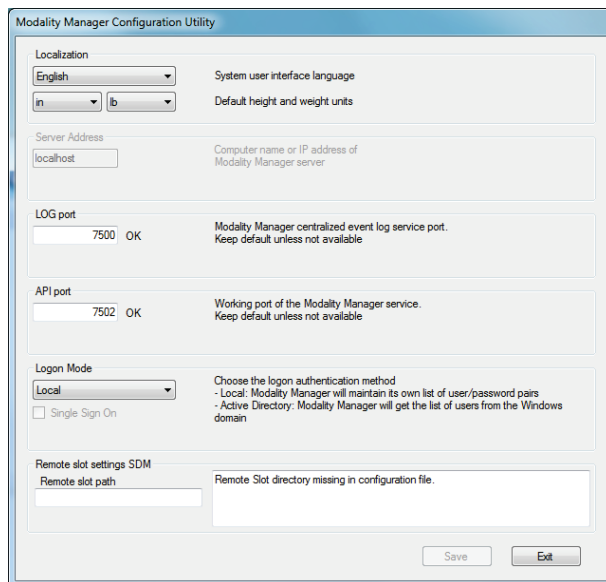 Modality Manager Configuration Utility
Localization
English
System user interface language
in lb
Default height and weight units
Server Address
localhost
Computer name or IP address of
Modality Manager server
LOG port
7500 OK
Modality Manager centralized event log service port.
Keep default unless not available
API port
7502 OK
Working port of the Modality Manager service.
Keep default unless not available
Logon Mode
Local
Single Sign On
Choose the logon authentication method
- Local: Modality Manager will maintain its own list of user/password pairs
- Active Directory: Modality Manager will get the list of users from the Windows
domain
Remote slot settings SDM
Remote slot path
Remote Slot directory missing in configuration file.
Save Exit